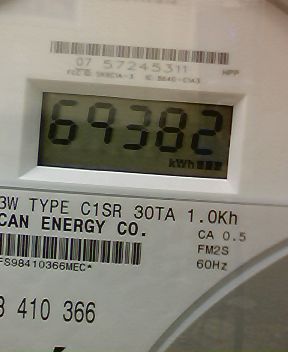 07 57245311
HPP
69382
kWh
3W TYPE C1SR 30TA 1.0Kh
CAN ENERGY CO.
CA 0.5
FM2S
60Hz
FS98410366MEC*
3 410 366